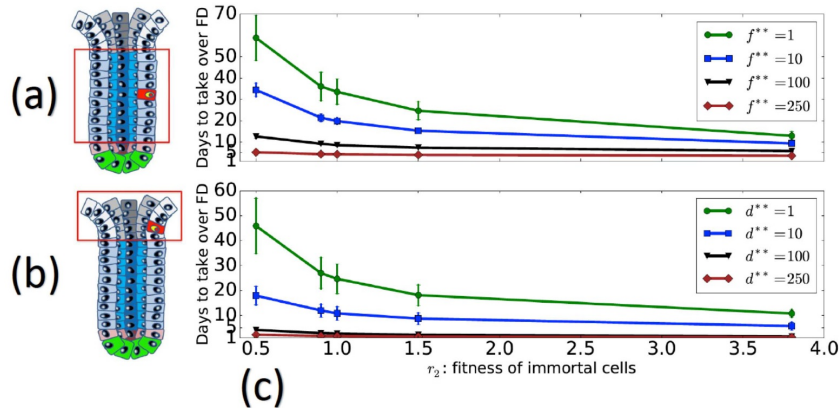 (a)
Days to take over FD
70
60
50
40
30
20
10
1
f** = 1
f** = 10
f** = 100
f** = 250
(b)
Days to take over FD
60
50
40
30
20
10
5
1
d** = 1
d** = 10
d** = 100
d** = 250
0.5 1.0 1.5 2.0 2.5 3.0 3.5 4.0
(c)
r₂: fitness of immortal cells